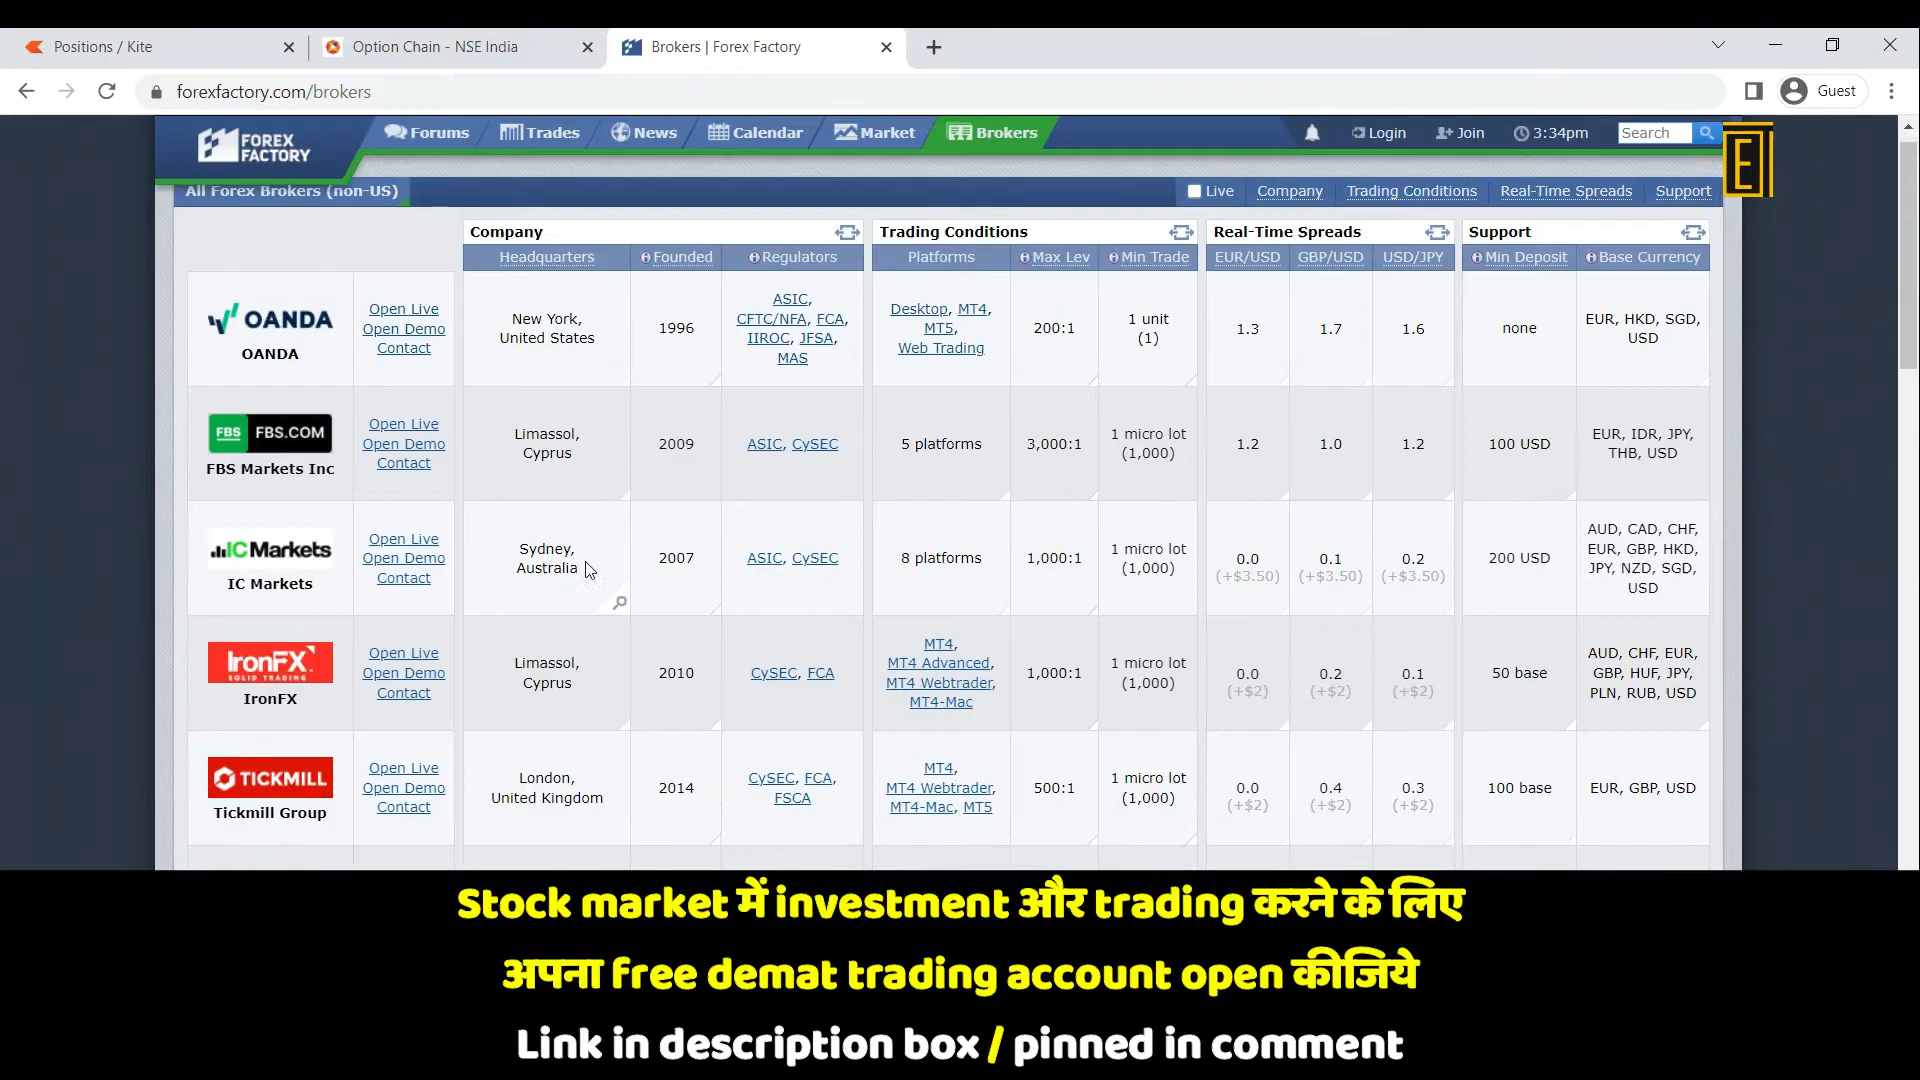 Positions / Kite
Option Chain - NSE India
Brokers | Forex Factory
forexfactory.com/brokers
Guest
FOREX FACTORY
Forums
Trades
News
Calendar
Market
Brokers
Login
Join
3:34pm
Search
E
All Forex Brokers (non-US)
Live
Company
Trading Conditions
Real-Time Spreads
Support
Company
Trading Conditions
Real-Time Spreads
Support
Headquarters
Founded
Regulators
Platforms
Max Lev
Min Trade
EUR/USD
GBP/USD
USD/JPY
Min Deposit
Base Currency
OANDA
OANDA
Open Live
Open Demo
Contact
New York,
United States
1996
ASIC,
CFTC/NFA, FCA,
IIROC, JFSA,
MAS
Desktop, MT4,
MT5,
Web Trading
200:1
1 unit
(1)
1.3
1.7
1.6
none
EUR, HKD, SGD,
USD
FBS FBS.COM
FBS Markets Inc
Open Live
Open Demo
Contact
Limassol,
Cyprus
2009
ASIC, CySEC
5 platforms
3,000:1
1 micro lot
(1,000)
1.2
1.0
1.2
100 USD
EUR, IDR, JPY,
THB, USD
IC Markets
IC Markets
Open Live
Open Demo
Contact
Sydney,
Australia
2007
ASIC, CySEC
8 platforms
1,000:1
1 micro lot
(1,000)
0.0
(+$3.50)
0.1
(+$3.50)
0.2
(+$3.50)
200 USD
AUD, CAD, CHF,
EUR, GBP, HKD,
JPY, NZD, SGD,
USD
IronFX
SOLID TRADING
IronFX
Open Live
Open Demo
Contact
Limassol,
Cyprus
2010
CySEC, FCA
MT4,
MT4 Advanced,
MT4 Webtrader,
MT4-Mac
1,000:1
1 micro lot
(1,000)
0.0
(+$2)
0.2
(+$2)
0.1
(+$2)
50 base
AUD, CHF, EUR,
GBP, HUF, JPY,
PLN, RUB, USD
TICKMILL
Tickmill Group
Open Live
Open Demo
Contact
London,
United Kingdom
2014
CySEC, FCA,
FSCA
MT4,
MT4 Webtrader,
MT4-Mac, MT5
500:1
1 micro lot
(1,000)
0.0
(+$2)
0.4
(+$2)
0.3
(+$2)
100 base
EUR, GBP, USD
Stock market में investment और trading करने के लिए
अपना free demat trading account open कीजिये
Link in description box / pinned in comment